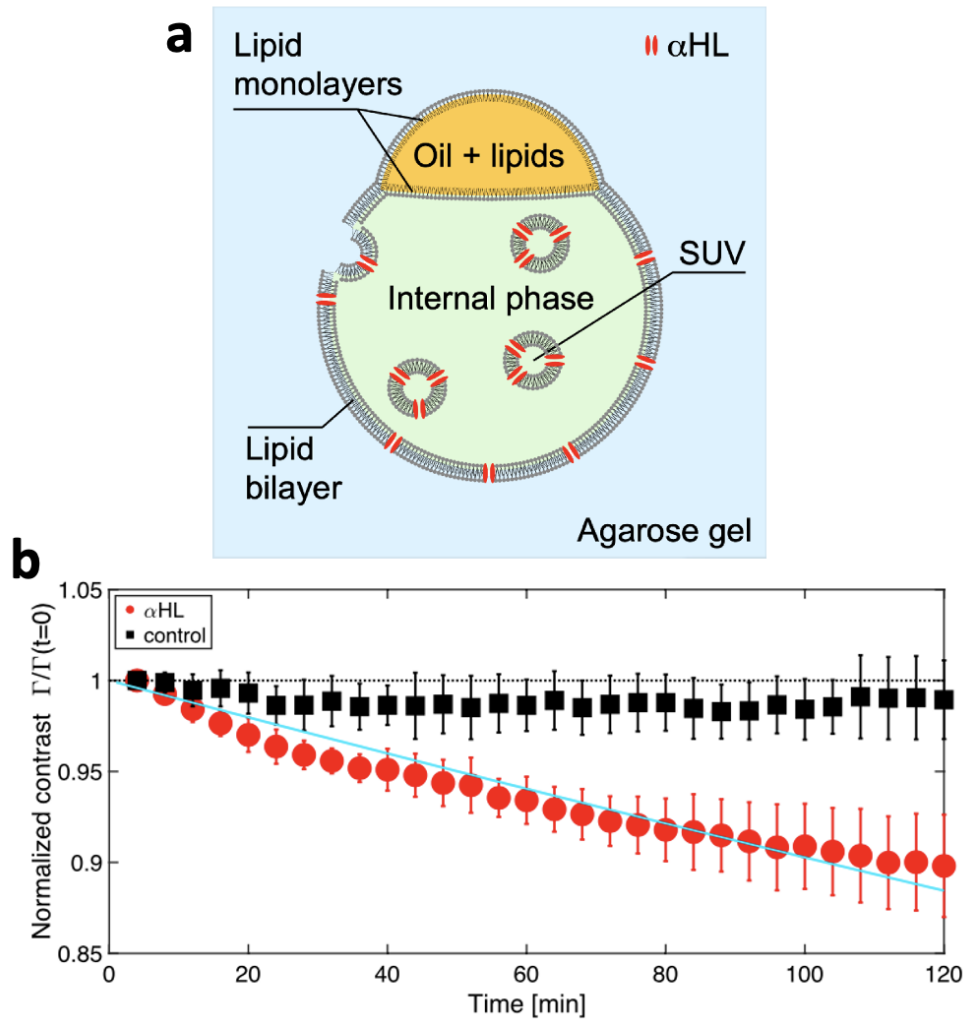 a
Lipid
monolayers
αHL
Oil + lipids
SUV
Internal phase
Lipid
bilayer
Agarose gel
b
1.05
αHL
control
1
0.95
0.9
0.85
Normalized contrast Γ/Γ(t=0)
0 20 40 60 80 100 120
Time [min]